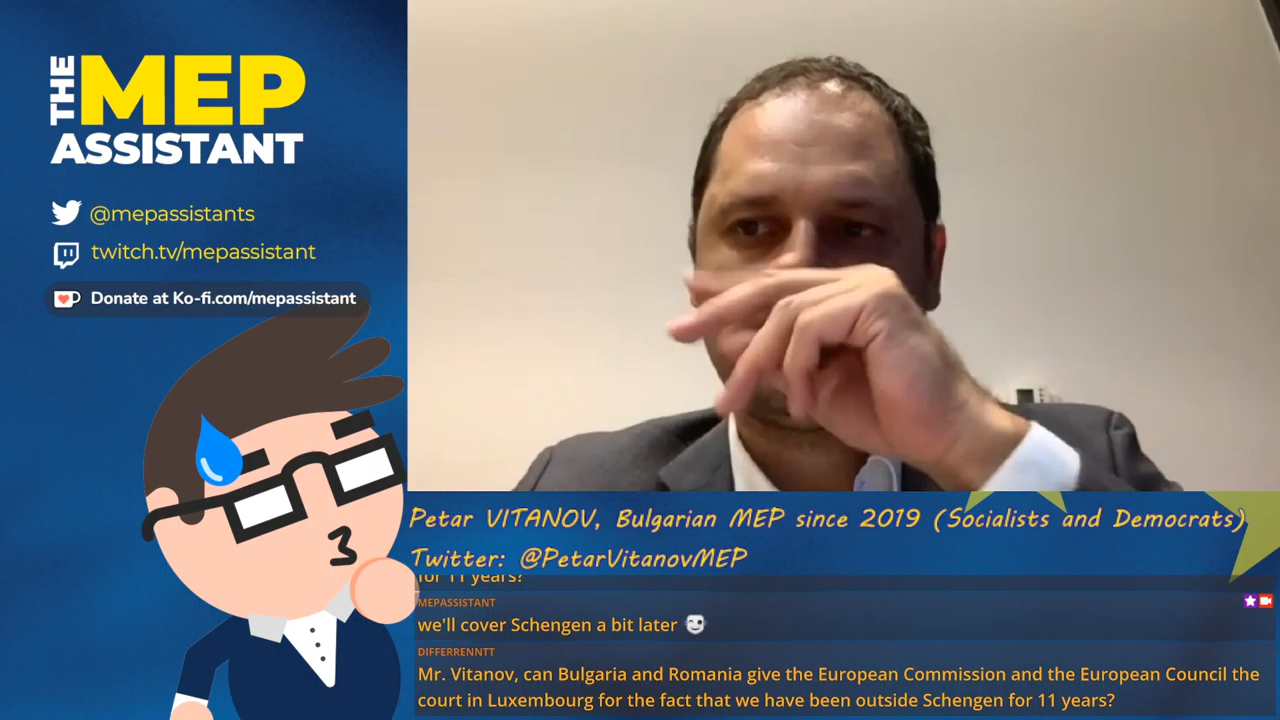 THE MEP
ASSISTANT
@mepassistants
twitch.tv/mepassistant
Donate at Ko-fi.com/mepassistant
Petar VITANOV, Bulgarian MEP since 2019 (Socialists and Democrats)
Twitter: @PetarVitanovMEP
for 11 years?
MEPASSISTANT
we'll cover Schengen a bit later
DIFFERRENNTT
Mr. Vitanov, can Bulgaria and Romania give the European Commission and the European Council the
court in Luxembourg for the fact that we have been outside Schengen for 11 years?